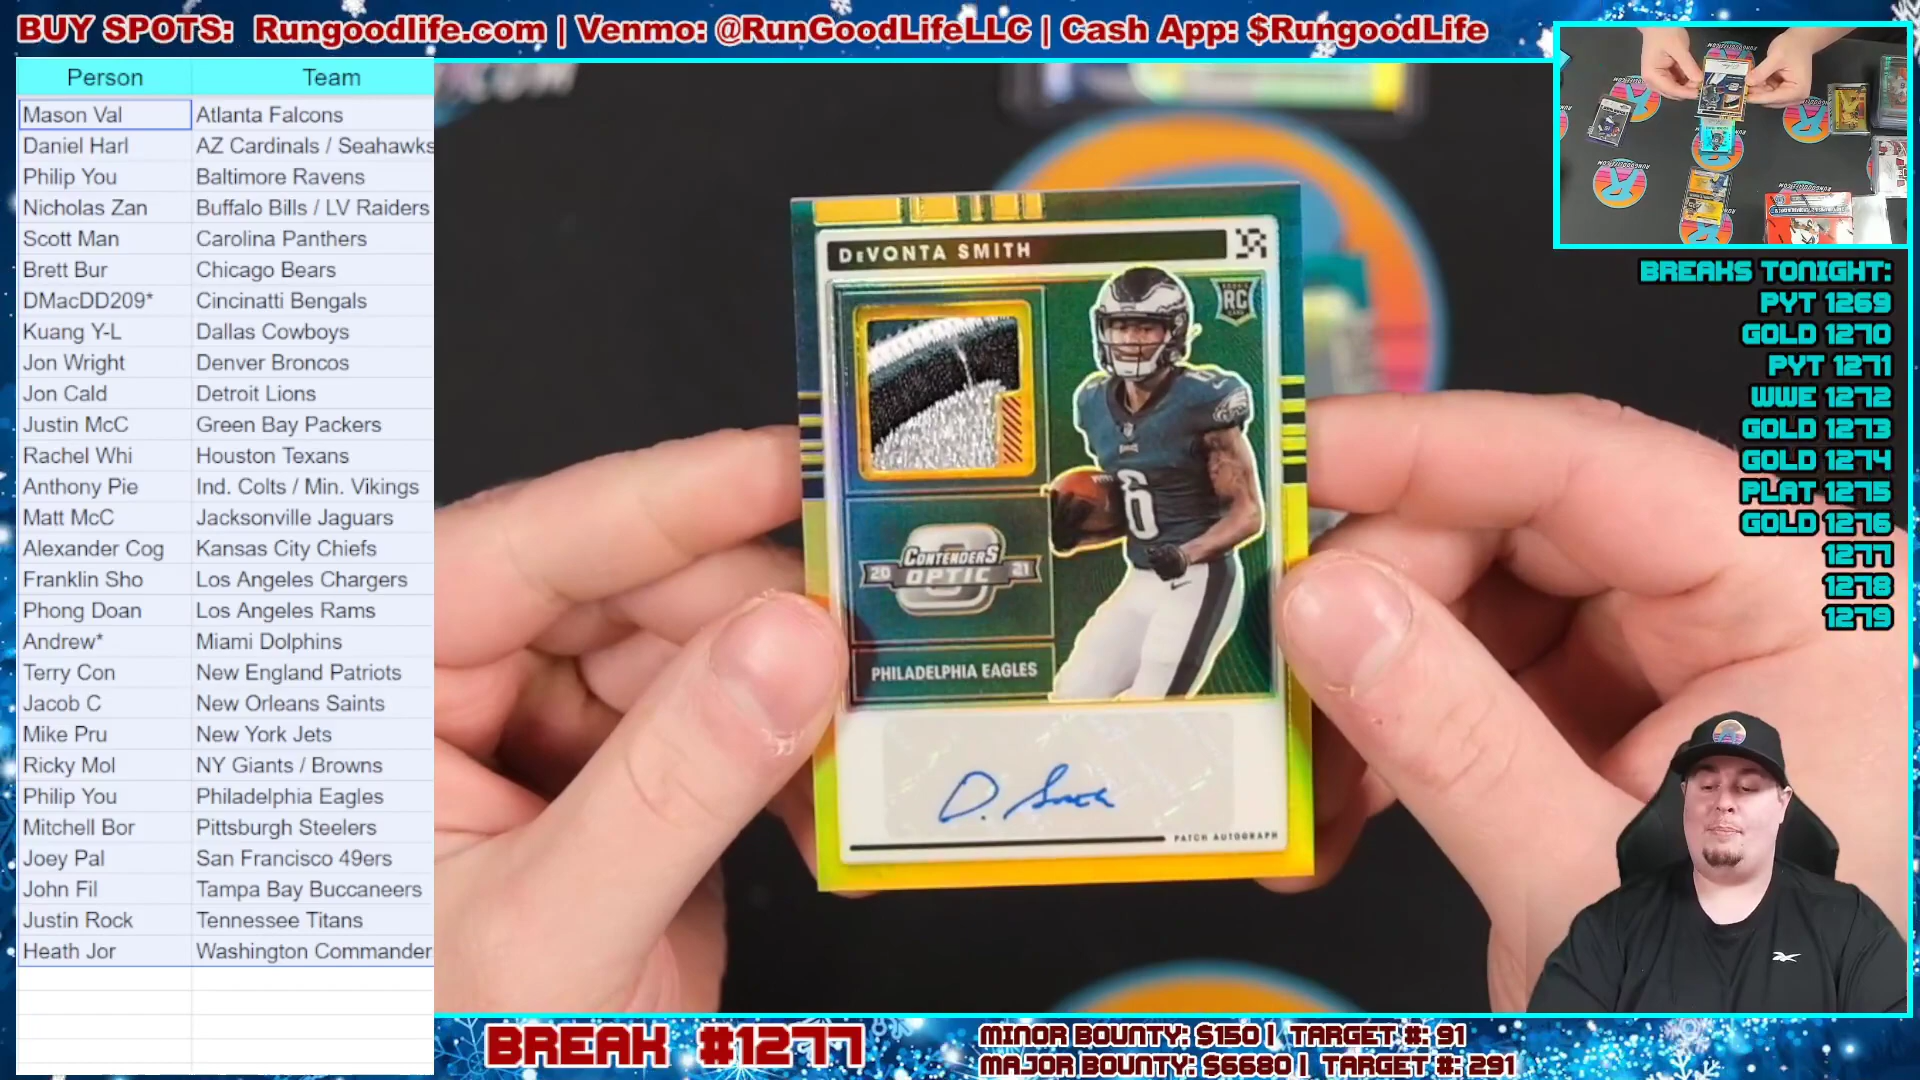 BUY SPOTS: Rungoodlife.com | Venmo: @RunGoodLifeLLC | Cash App: $RungoodLife
Person Team
Mason Val Atlanta Falcons
Daniel Harl AZ Cardinals / Seahawks
Philip You Baltimore Ravens
Nicholas Zan Buffalo Bills / LV Raiders
Scott Man Carolina Panthers
Brett Bur Chicago Bears
DMacDD209* Cincinatti Bengals
Kuang Y-L Dallas Cowboys
Jon Wright Denver Broncos
Jon Cald Detroit Lions
Justin McC Green Bay Packers
Rachel Whi Houston Texans
Anthony Pie Ind. Colts / Min. Vikings
Matt McC Jacksonville Jaguars
Alexander Cog Kansas City Chiefs
Franklin Sho Los Angeles Chargers
Phong Doan Los Angeles Rams
Andrew* Miami Dolphins
Terry Con New England Patriots
Jacob C New Orleans Saints
Mike Pru New York Jets
Ricky Mol NY Giants / Browns
Philip You Philadelphia Eagles
Mitchell Bor Pittsburgh Steelers
Joey Pal San Francisco 49ers
John Fil Tampa Bay Buccaneers
Justin Rock Tennessee Titans
Heath Jor Washington Commander
DEVONTA SMITH
RC
6
CONTENDERS
20 OPTIC 21
PHILADELPHIA EAGLES
D. Smith
PATCH AUTOGRAPH
BREAKS TONIGHT:
PYT 1269
GOLD 1270
PYT 1271
WWE 1272
GOLD 1273
GOLD 1274
PLAT 1275
GOLD 1276
1277
1278
1279
BREAK #1277
MINOR BOUNTY: $150 | TARGET #: 91
MAJOR BOUNTY: $6680 | TARGET #: 291